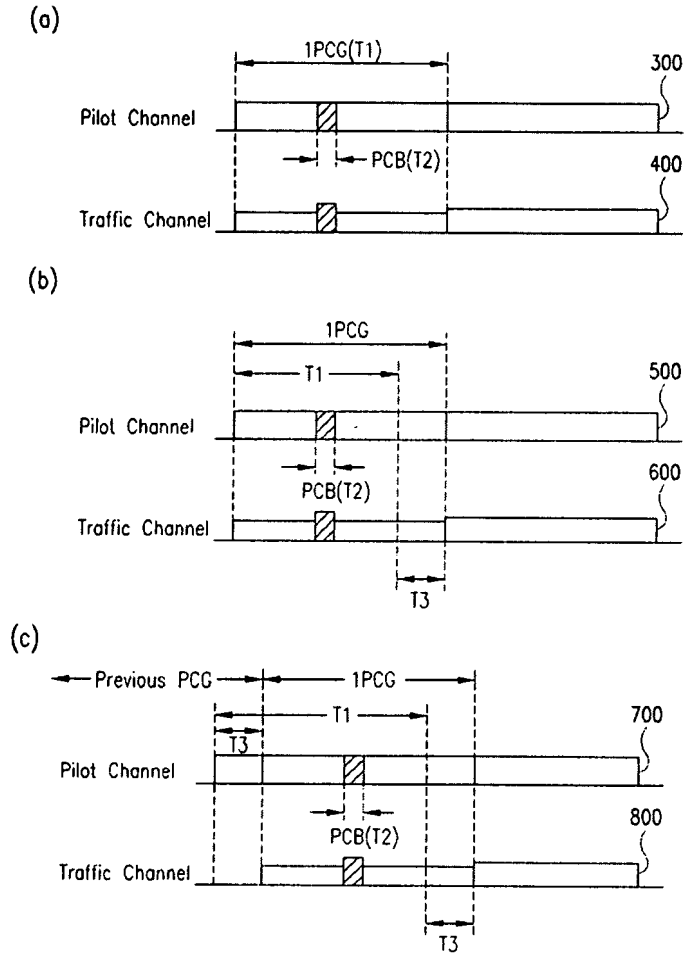 (a)
1PCG(T1)
300
Pilot Channel
PCB(T2)
400
Traffic Channel
(b)
1PCG
T1
500
Pilot Channel
PCB(T2)
600
Traffic Channel
T3
(c)
Previous PCG
1PCG
T1
700
T3
Pilot Channel
PCB(T2)
800
Traffic Channel
T3